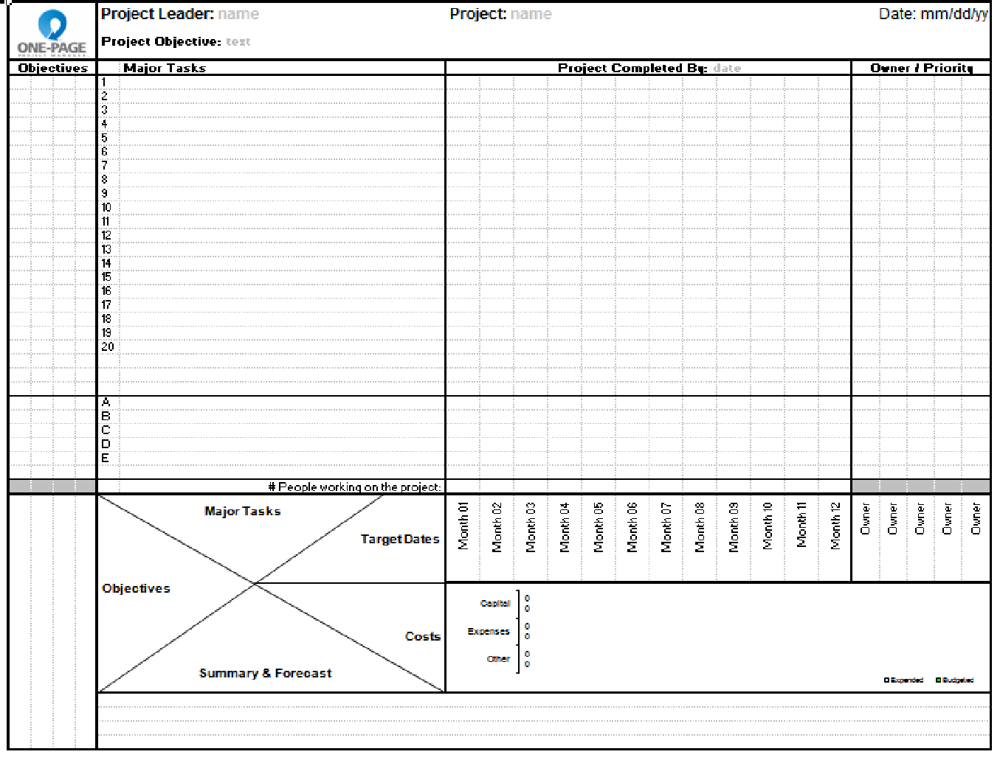 Project Leader: name Project: name Date: mm/dd/yy
ONE-PAGE
PROJECT MANAGER
Project Objective: text
Objectives Major Tasks Project Completed By: date Owner / Priority
1
2
3
4
5
6
7
8
9
10
11
12
13
14
15
16
17
18
19
20
A
B
C
D
E
# People working on the project:
Major Tasks
Target Dates
Objectives
Costs
Summary & Forecast
Month 01
Month 02
Month 03
Month 04
Month 05
Month 06
Month 07
Month 08
Month 09
Month 10
Month 11
Month 12
Owner
Owner
Owner
Owner
Owner
Capital 0
0
Expenses 0
0
Other 0
0
Expended Budgeted